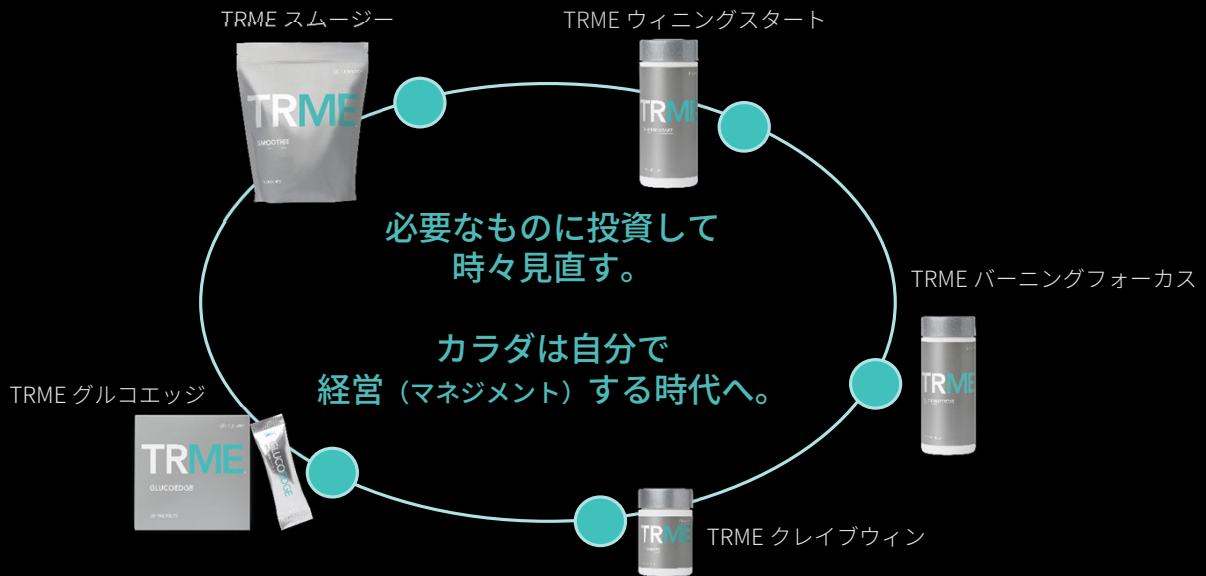 TRME スムージー
TRME ウィニングスタート
TRME
SMOOTHIE
TRME
必要なものに投資して
時々見直す。
TRME バーニングフォーカス
カラダは自分で
経営（マネジメント）する時代へ。
TRME
TRME グルコエッジ
TRME
GLUCOEDGE
GLUCOEDGE
TRME
TRME クレイブウィン